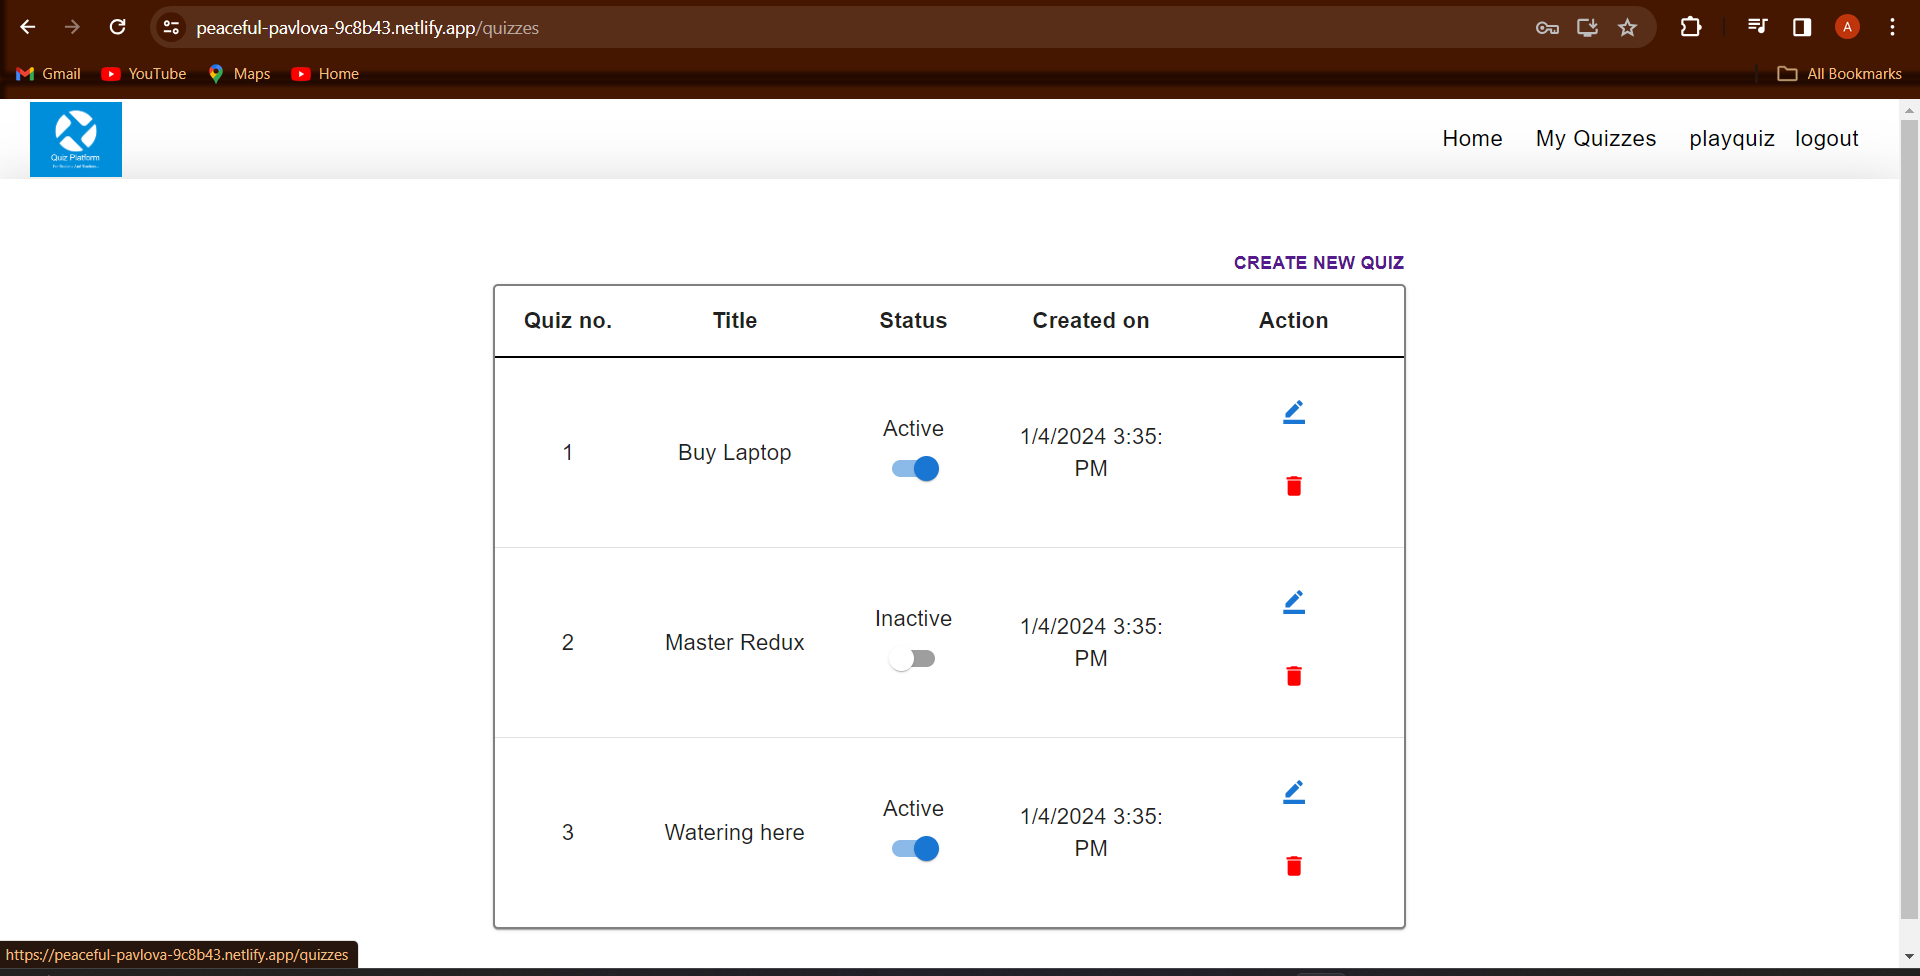 peaceful-pavlova-9c8b43.netlify.app/quizzes
A
Gmail YouTube Maps Home All Bookmarks
Quiz Platform
Home My Quizzes playquiz logout
CREATE NEW QUIZ
Quiz no. Title Status Created on Action
1 Buy Laptop Active 1/4/2024 3:35:
PM
2 Master Redux Inactive 1/4/2024 3:35:
PM
3 Watering here Active 1/4/2024 3:35:
PM
https://peaceful-pavlova-9c8b43.netlify.app/quizzes